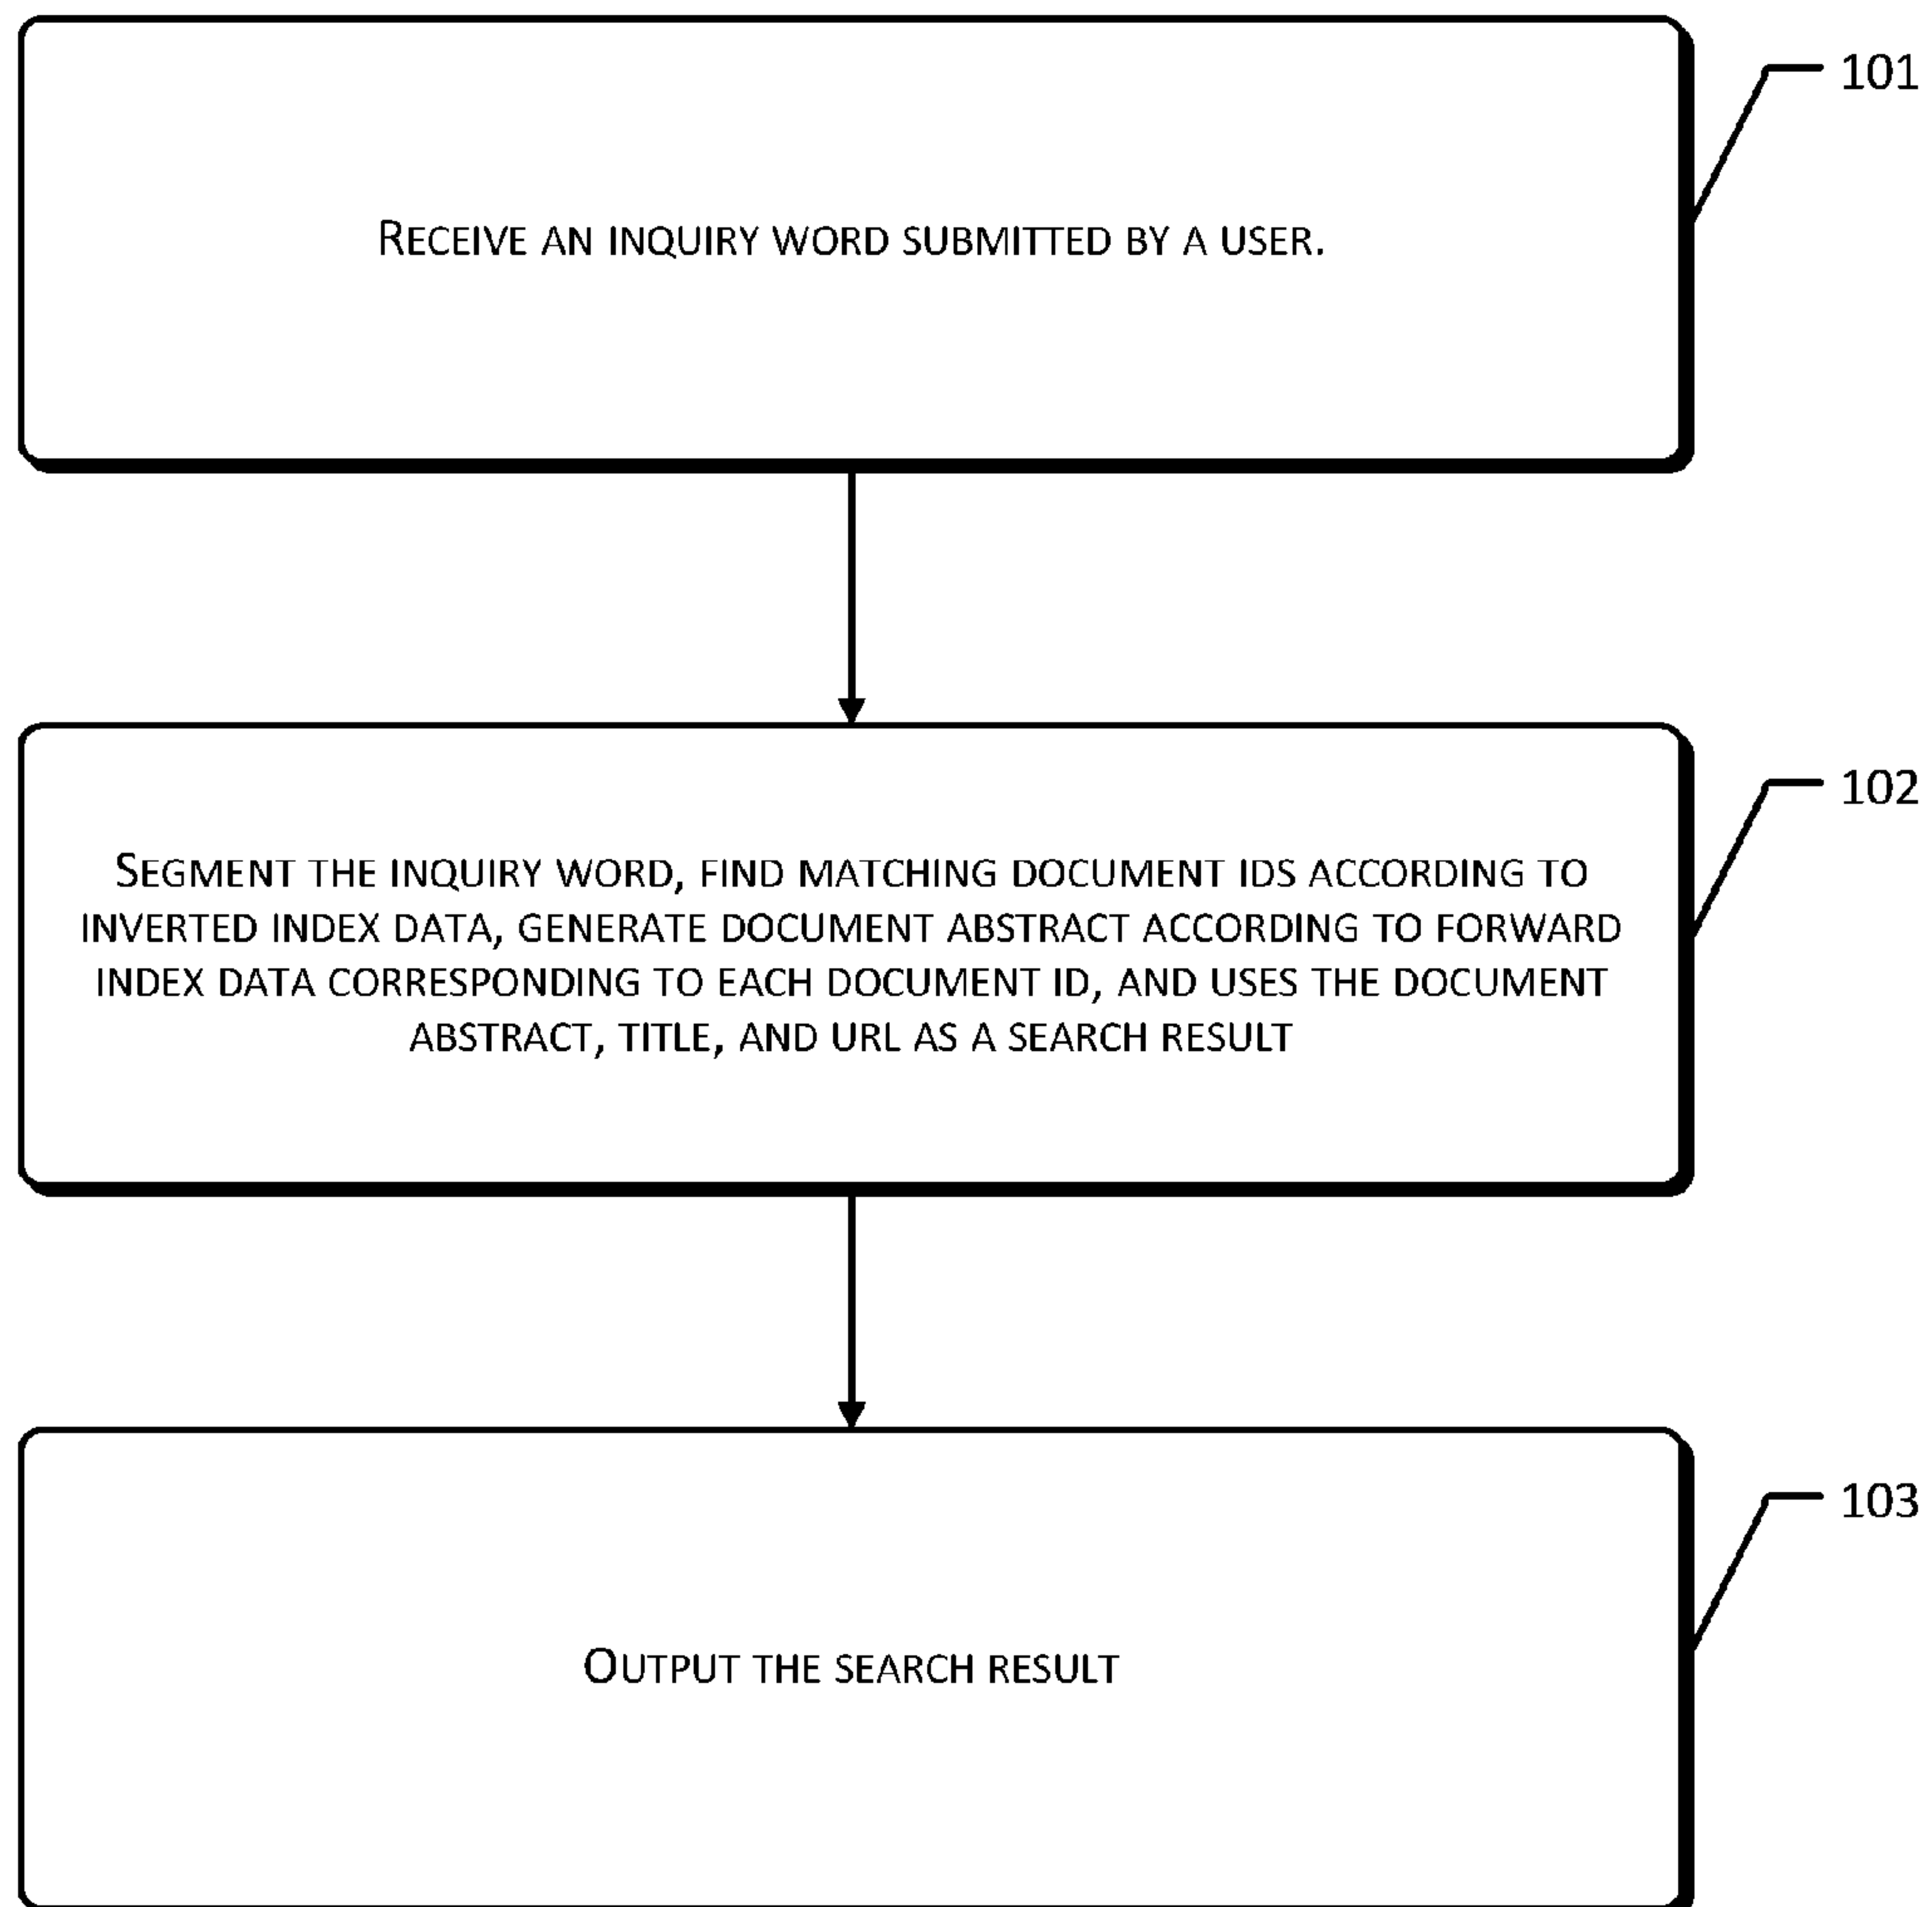 RECEIVE AN INQUIRY WORD SUBMITTED BY A USER.
101
SEGMENT THE INQUIRY WORD, FIND MATCHING DOCUMENT IDS ACCORDING TO
INVERTED INDEX DATA, GENERATE DOCUMENT ABSTRACT ACCORDING TO FORWARD
INDEX DATA CORRESPONDING TO EACH DOCUMENT ID, AND USES THE DOCUMENT
ABSTRACT, TITLE, AND URL AS A SEARCH RESULT
102
OUTPUT THE SEARCH RESULT
103